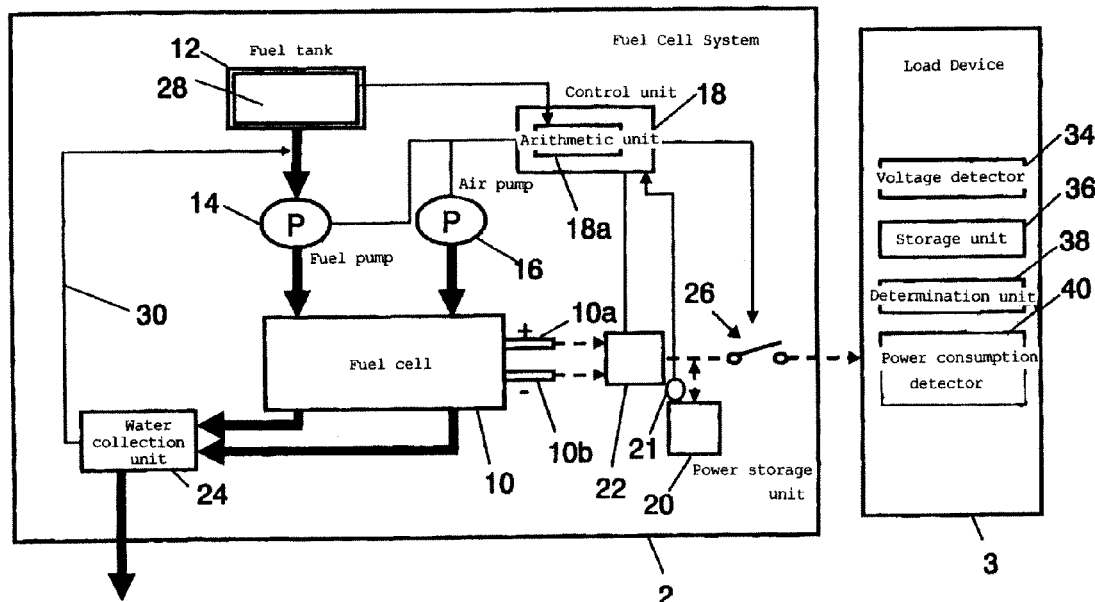 Fuel Cell System
Load Device
12
Fuel tank
28
Control unit
18
Arithmetic unit
18a
34
Voltage detector
36
Storage unit
38
Determination unit
40
Power consumption
detector
14
P
Fuel pump
Air pump
P
16
30
Fuel cell
+
10a
-
10b
10
26
22
21
20
Power storage
unit
Water
collection
unit
24
2
3